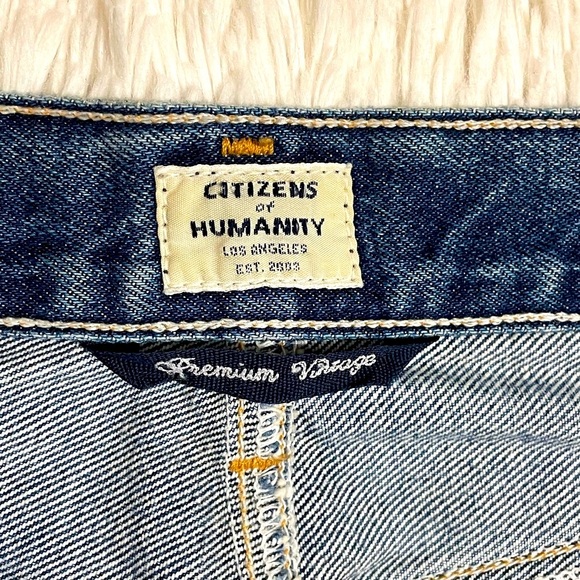 CITIZENS
OF
HUMANITY
LOS ANGELES
EST. 2003
Premium Vintage